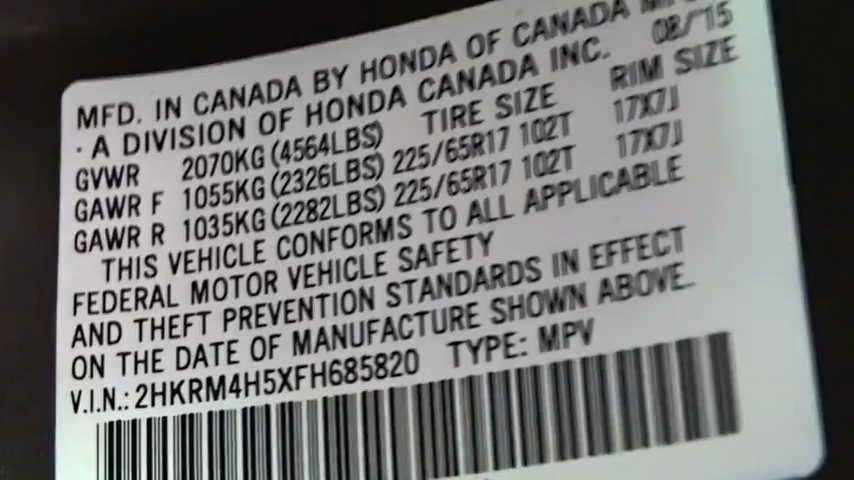 MFD. IN CANADA BY HONDA OF CANADA
· A DIVISION OF HONDA CANADA INC. 08/15
GVWR 2070KG (4564LBS) TIRE SIZE RIM SIZE
GAWR F 1055KG (2326LBS) 225/65R17 102T 17X7J
GAWR R 1035KG (2282LBS) 225/65R17 102T 17X7J
THIS VEHICLE CONFORMS TO ALL APPLICABLE
FEDERAL MOTOR VEHICLE SAFETY
AND THEFT PREVENTION STANDARDS IN EFFECT
ON THE DATE OF MANUFACTURE SHOWN ABOVE.
V.I.N.: 2HKRM4H5XFH685820 TYPE: MPV